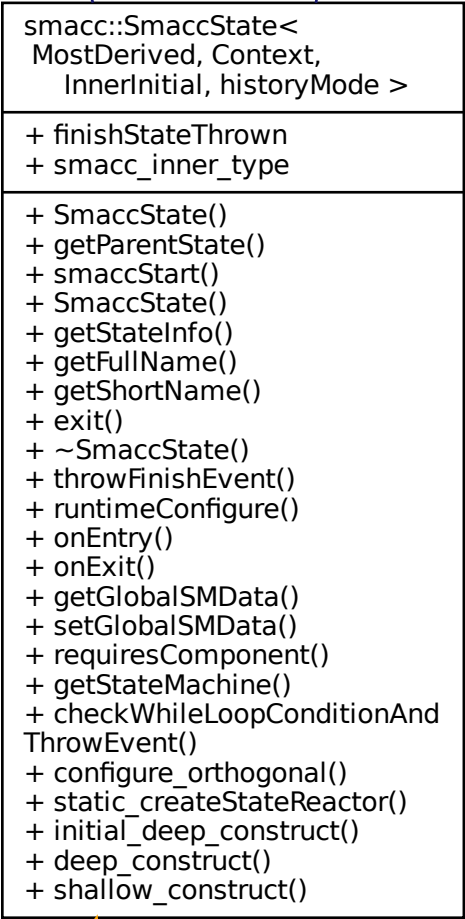 smacc::SmaccState<
MostDerived, Context,
InnerInitial, historyMode >
+ finishStateThrown
+ smacc_inner_type
+ SmaccState()
+ getParentState()
+ smaccStart()
+ SmaccState()
+ getStateInfo()
+ getFullName()
+ getShortName()
+ exit()
+ ~SmaccState()
+ throwFinishEvent()
+ runtimeConfigure()
+ onEntry()
+ onExit()
+ getGlobalSMData()
+ setGlobalSMData()
+ requiresComponent()
+ getStateMachine()
+ checkWhileLoopConditionAnd
ThrowEvent()
+ configure_orthogonal()
+ static_createStateReactor()
+ initial_deep_construct()
+ deep_construct()
+ shallow_construct()